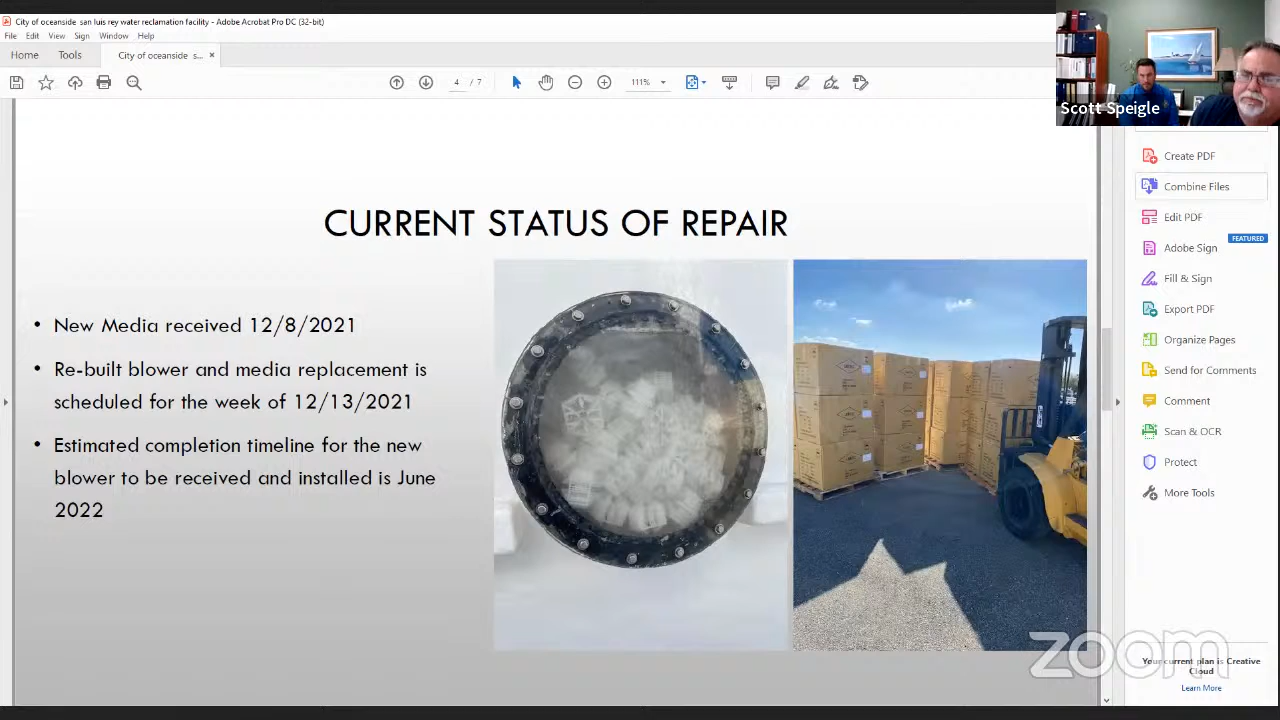 City of oceanside san luis rey water reclamation facility - Adobe Acrobat Pro DC (32-bit)
File Edit View Sign Window Help
Home Tools City of oceanside s... ×
4 / 7 111%
Scott Speigle
Create PDF
Combine Files
Edit PDF
FEATURED
Adobe Sign
Fill & Sign
Export PDF
Organize Pages
Send for Comments
Comment
Scan & OCR
Protect
More Tools
CURRENT STATUS OF REPAIR
• New Media received 12/8/2021
• Re-built blower and media replacement is
scheduled for the week of 12/13/2021
• Estimated completion timeline for the new
blower to be received and installed is June
2022
zoom
Your current plan is Creative
Cloud
Learn More